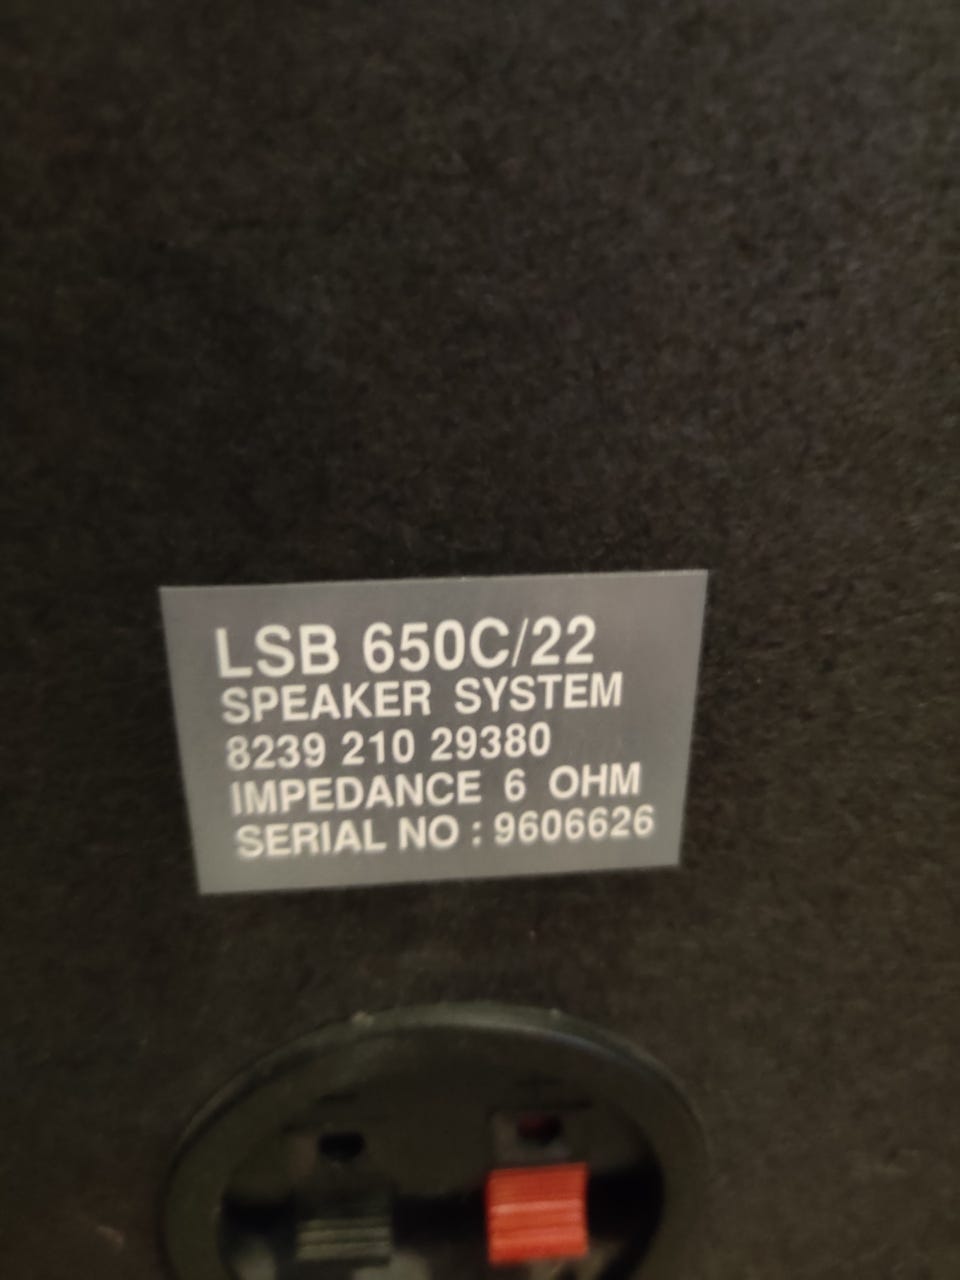 LSB 650C/22
SPEAKER SYSTEM
8239 210 29380
IMPEDANCE 6 OHM
SERIAL NO : 9606626